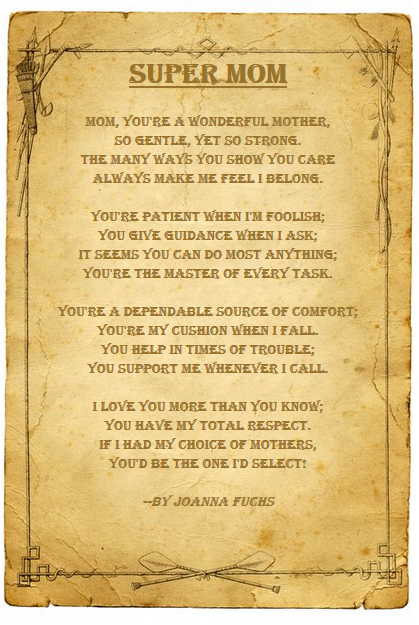 SUPER MOM
MOM, YOU'RE A WONDERFUL MOTHER,
SO GENTLE, YET SO STRONG.
THE MANY WAYS YOU SHOW YOU CARE
ALWAYS MAKE ME FEEL I BELONG.
YOU'RE PATIENT WHEN I'M FOOLISH;
YOU GIVE GUIDANCE WHEN I ASK;
IT SEEMS YOU CAN DO MOST ANYTHING;
YOU'RE THE MASTER OF EVERY TASK.
YOU'RE A DEPENDABLE SOURCE OF COMFORT;
YOU'RE MY CUSHION WHEN I FALL.
YOU HELP IN TIMES OF TROUBLE;
YOU SUPPORT ME WHENEVER I CALL.
I LOVE YOU MORE THAN YOU KNOW;
YOU HAVE MY TOTAL RESPECT.
IF I HAD MY CHOICE OF MOTHERS,
YOU'D BE THE ONE I'D SELECT!
--BY JOANNA FUCHS